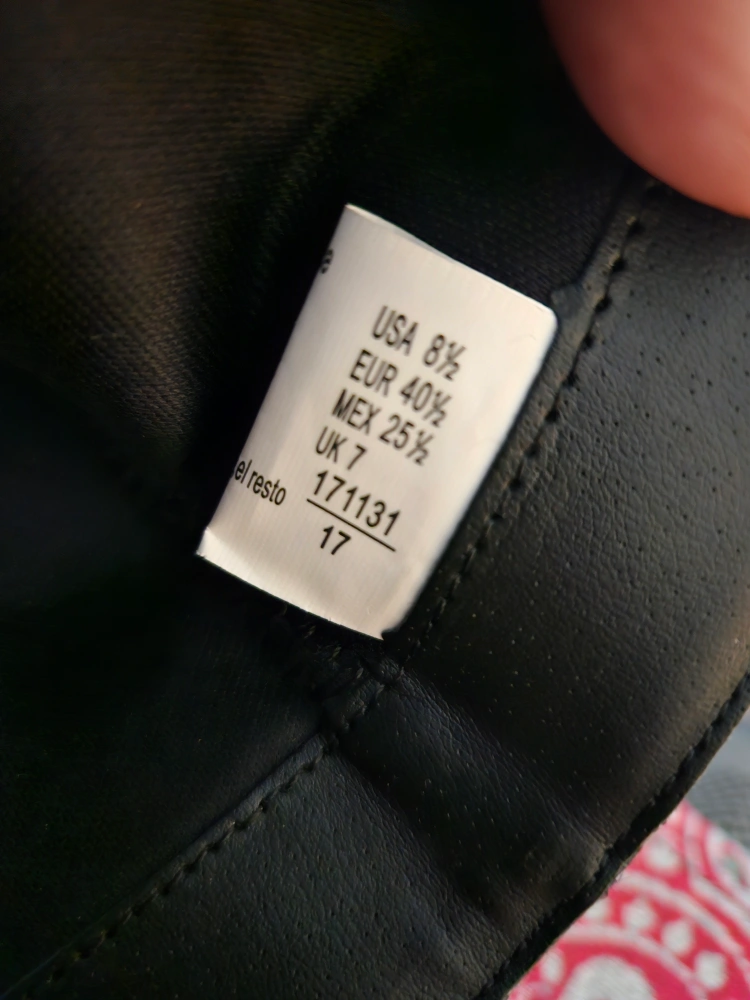 USA 8½
EUR 40½
MEX 25½
UK 7
el resto
171131
17